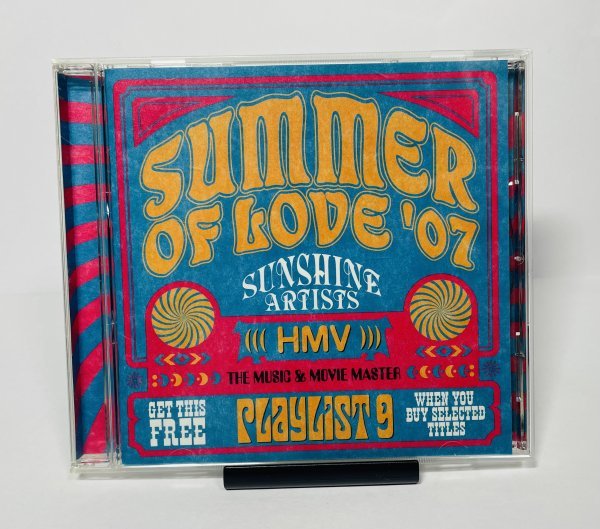 SUMMER
OF LOVE '07
SUNSHINE
ARTISTS
((( HMV )))
THE MUSIC & MOVIE MASTER
GET THIS
FREE
PLAYLIST 9
WHEN YOU
BUY SELECTED
TITLES